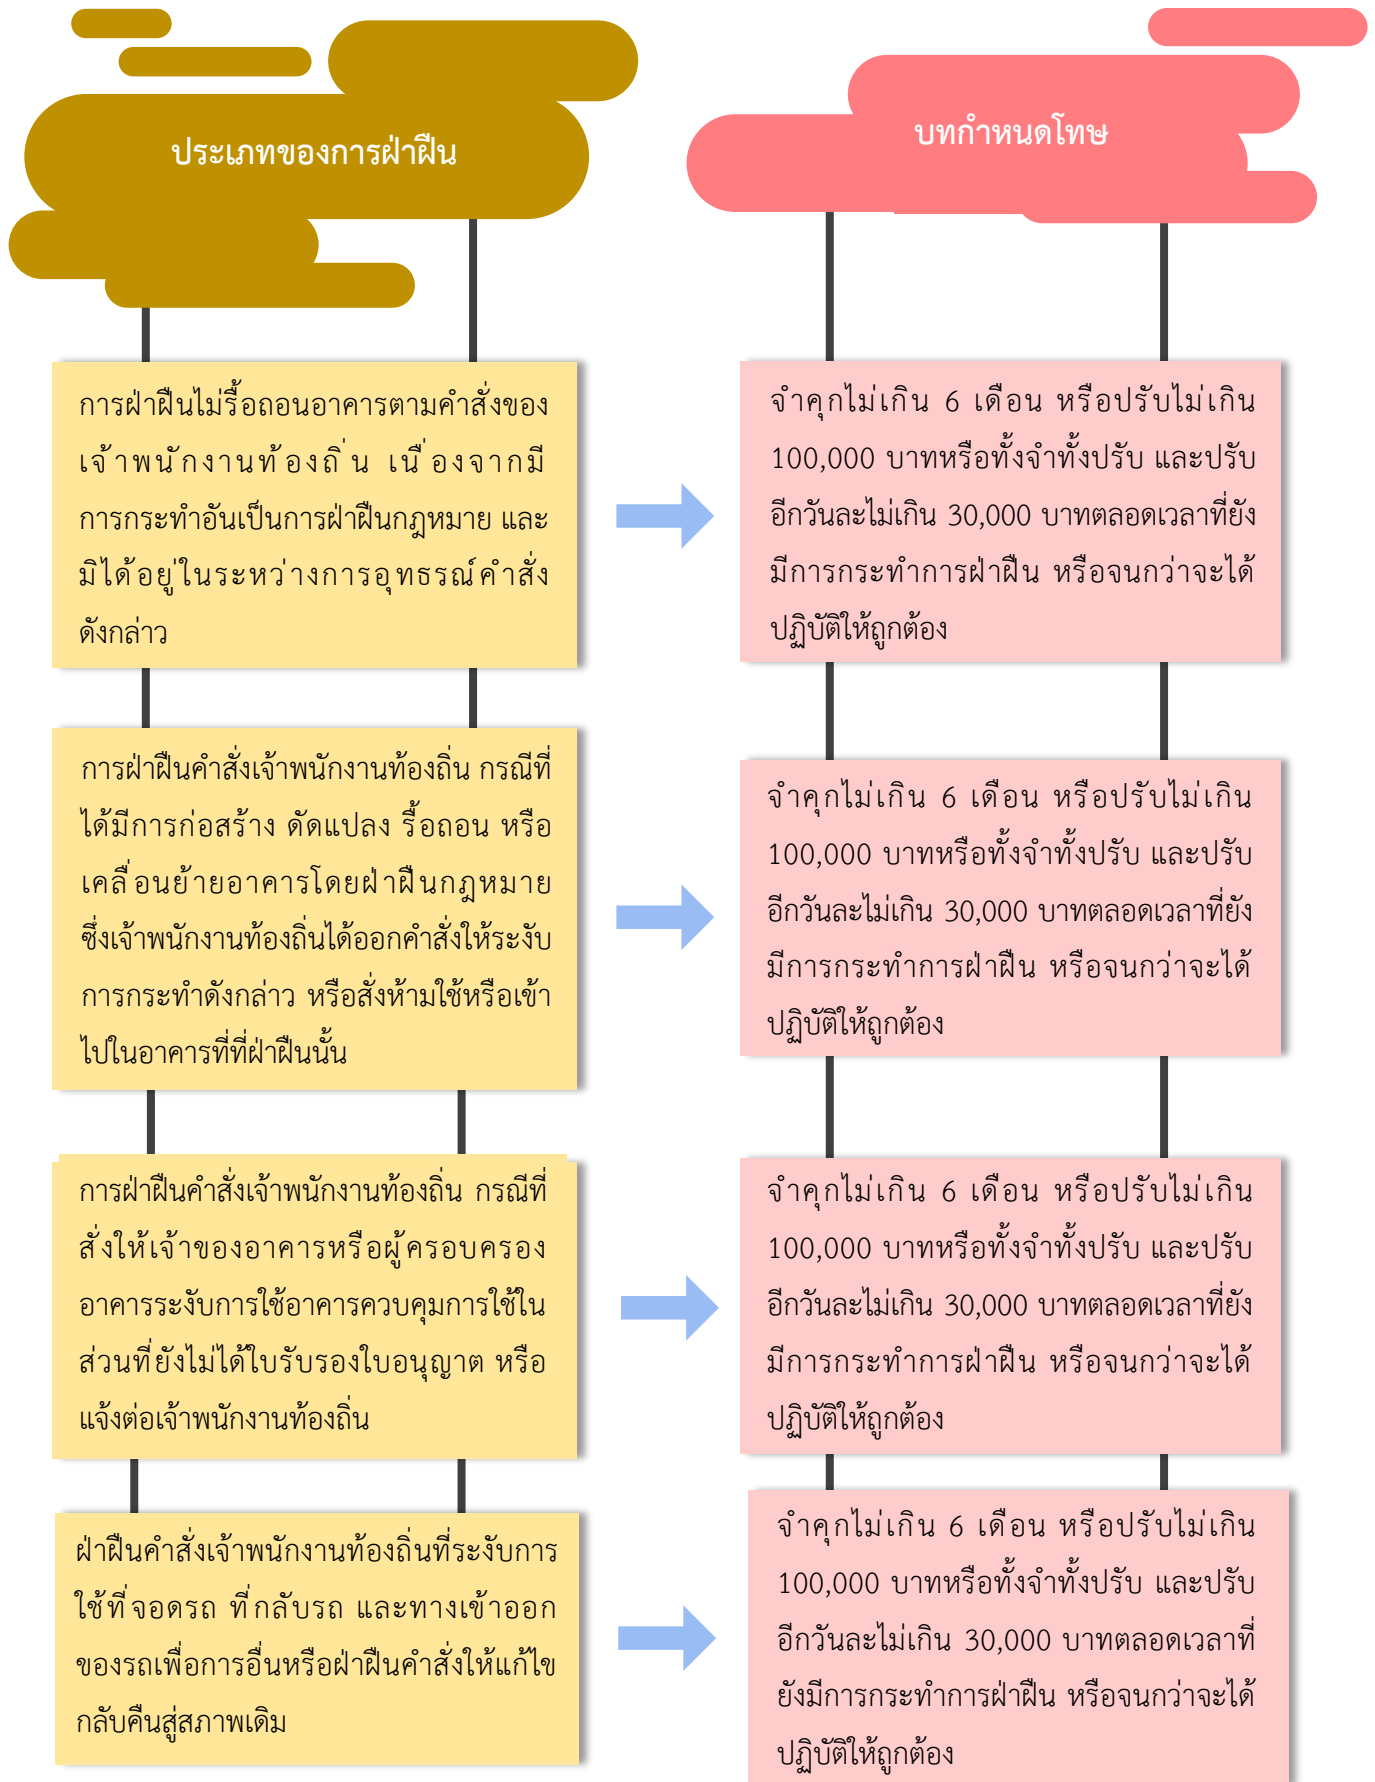 ประเภทของการฝ่าฝืน
บทกำหนดโทษ
การฝ่าฝืนไม่รื้อถอนอาคารตามคำสั่งของ
เจ้าพนักงานท้องถิ่น เนื่องจากมี
การกระทำอันเป็นการฝ่าฝืนกฎหมาย และ
มิได้อยู่ในระหว่างการอุทธรณ์คำสั่ง
ดังกล่าว
จำคุกไม่เกิน 6 เดือน หรือปรับไม่เกิน
100,000 บาทหรือทั้งจำทั้งปรับ และปรับ
อีกวันละไม่เกิน 30,000 บาทตลอดเวลาที่ยัง
มีการกระทำการฝ่าฝืน หรือจนกว่าจะได้
ปฏิบัติให้ถูกต้อง
การฝ่าฝืนคำสั่งเจ้าพนักงานท้องถิ่น กรณีที่
ได้มีการก่อสร้าง ดัดแปลง รื้อถอน หรือ
เคลื่อนย้ายอาคารโดยฝ่าฝืนกฎหมาย
ซึ่งเจ้าพนักงานท้องถิ่นได้ออกคำสั่งให้ระงับ
การกระทำดังกล่าว หรือสั่งห้ามใช้หรือเข้า
ไปในอาคารที่ที่ฝ่าฝืนนั้น
จำคุกไม่เกิน 6 เดือน หรือปรับไม่เกิน
100,000 บาทหรือทั้งจำทั้งปรับ และปรับ
อีกวันละไม่เกิน 30,000 บาทตลอดเวลาที่ยัง
มีการกระทำการฝ่าฝืน หรือจนกว่าจะได้
ปฏิบัติให้ถูกต้อง
การฝ่าฝืนคำสั่งเจ้าพนักงานท้องถิ่น กรณีที่
สั่งให้เจ้าของอาคารหรือผู้ครอบครอง
อาคารระงับการใช้อาคารควบคุมการใช้ใน
ส่วนที่ยังไม่ได้ใบรับรองใบอนุญาต หรือ
แจ้งต่อเจ้าพนักงานท้องถิ่น
จำคุกไม่เกิน 6 เดือน หรือปรับไม่เกิน
100,000 บาทหรือทั้งจำทั้งปรับ และปรับ
อีกวันละไม่เกิน 30,000 บาทตลอดเวลาที่ยัง
มีการกระทำการฝ่าฝืน หรือจนกว่าจะได้
ปฏิบัติให้ถูกต้อง
ฝ่าฝืนคำสั่งเจ้าพนักงานท้องถิ่นที่ระงับการ
ใช้ที่จอดรถ ที่กลับรถ และทางเข้าออก
ของรถเพื่อการอื่นหรือฝ่าฝืนคำสั่งให้แก้ไข
กลับคืนสู่สภาพเดิม
จำคุกไม่เกิน 6 เดือน หรือปรับไม่เกิน
100,000 บาทหรือทั้งจำทั้งปรับ และปรับ
อีกวันละไม่เกิน 30,000 บาทตลอดเวลาที่
ยังมีการกระทำการฝ่าฝืน หรือจนกว่าจะได้
ปฏิบัติให้ถูกต้อง